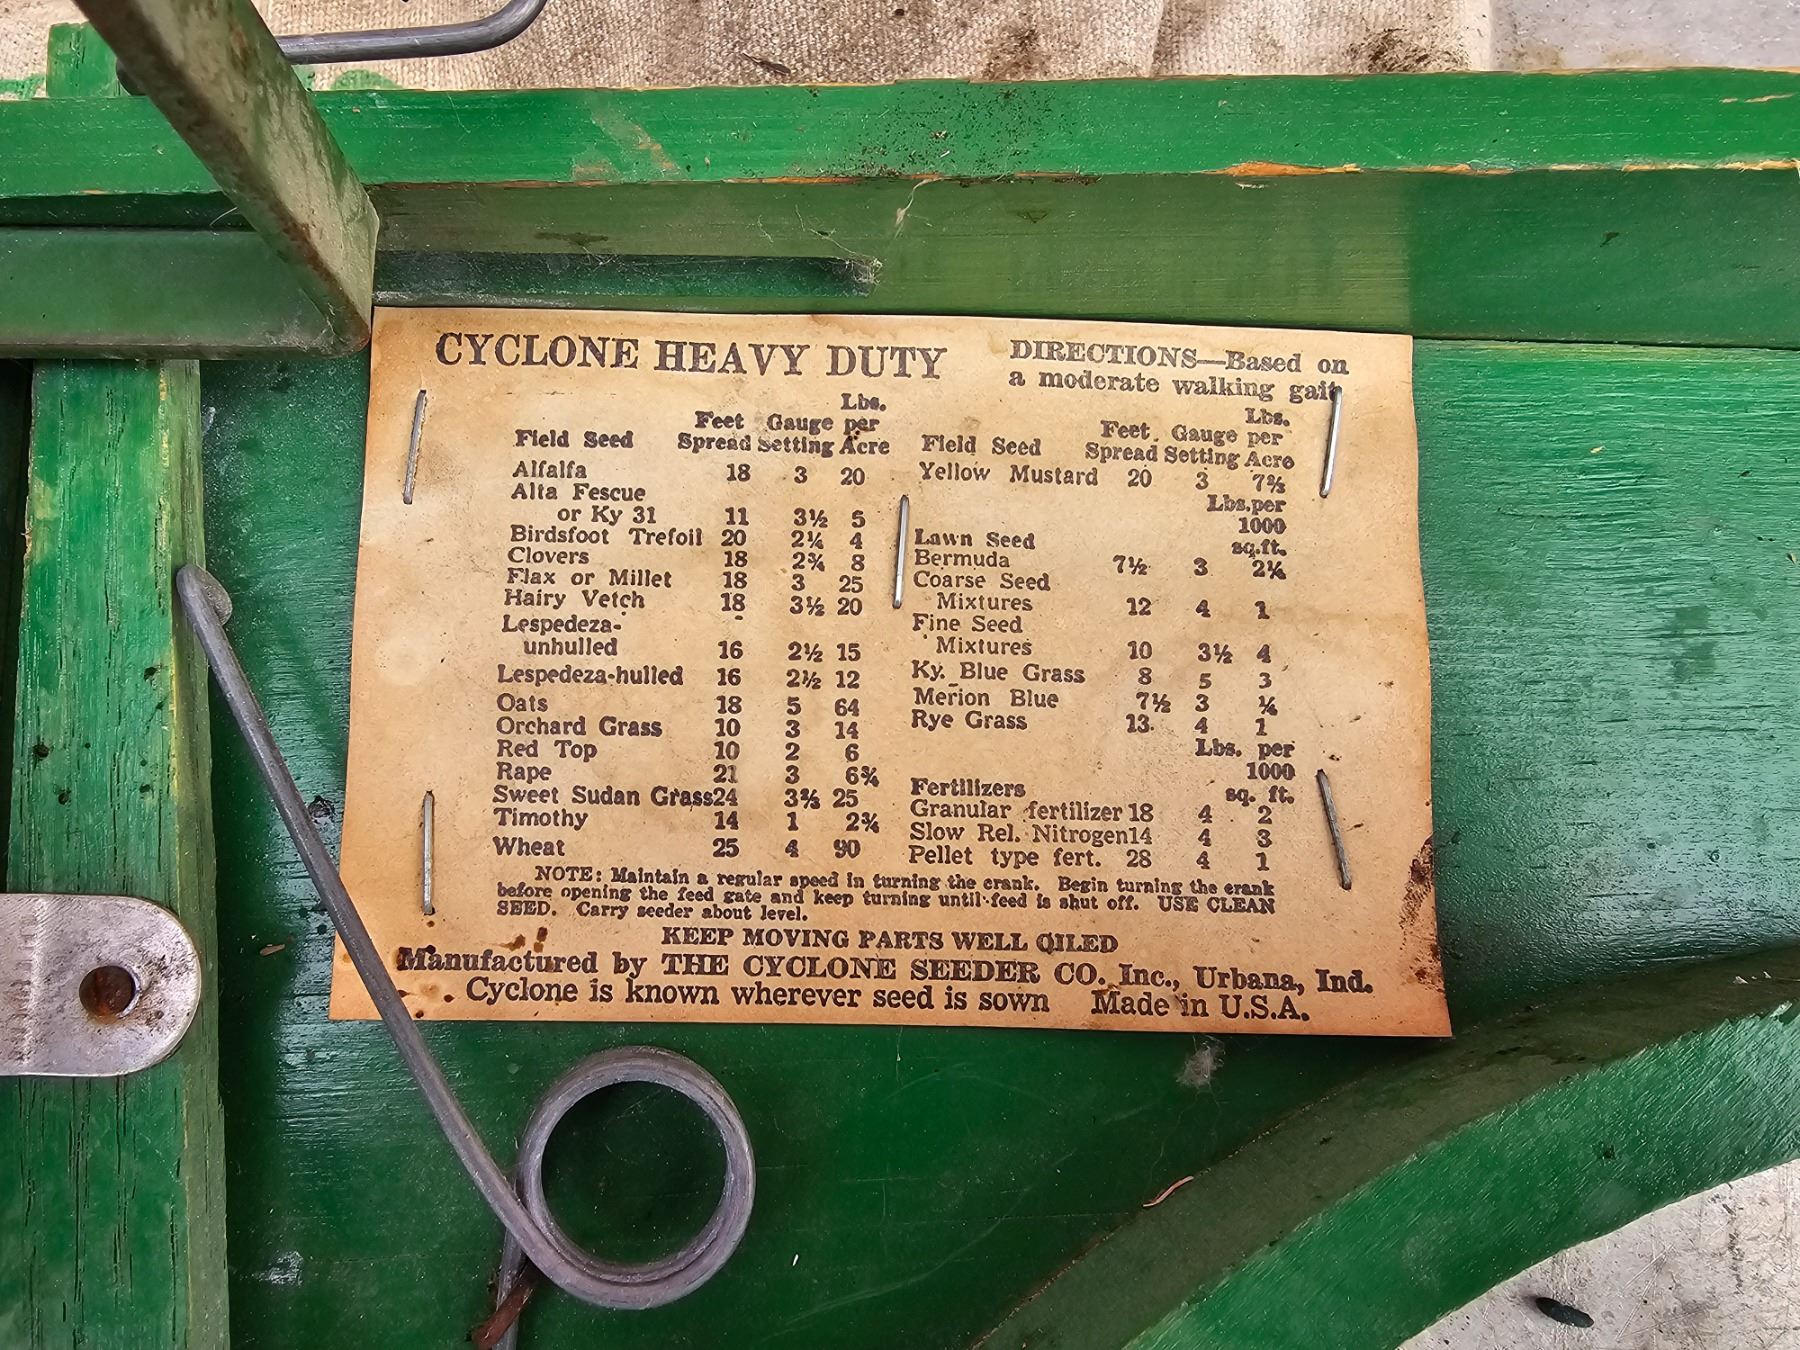 CYCLONE HEAVY DUTY
DIRECTIONS—Based on
a moderate walking gait
Lbs.
Feet Gauge per
Field Seed Spread Setting Acre
Alfalfa 18 3 20
Alta Fescue
or Ky 31 11 3½ 5
Birdsfoot Trefoil 20 2¼ 4
Clovers 18 2¾ 8
Flax or Millet 18 3 25
Hairy Vetch 18 3½ 20
Lespedeza-
unhulled 16 2½ 15
Lespedeza-hulled 16 2½ 12
Oats 18 5 64
Orchard Grass 10 3 14
Red Top 10 2 6
Rape 21 3 6¾
Sweet Sudan Grass 24 3⅔ 25
Timothy 14 1 2¾
Wheat 25 4 90
Lbs.
Feet Gauge per
Field Seed Spread Setting Acre
Yellow Mustard 20 3 7⅔
Lbs. per
1000
Lawn Seed sq. ft.
Bermuda 7½ 3 2¼
Coarse Seed
Mixtures 12 4 1
Fine Seed
Mixtures 10 3½ 4
Ky. Blue Grass 8 5 3
Merion Blue 7½ 3 ¼
Rye Grass 13 4 1
Lbs. per
1000
Fertilizers sq. ft.
Granular fertilizer 18 4 2
Slow Rel. Nitrogen 14 4 3
Pellet type fert. 28 4 1
NOTE: Maintain a regular speed in turning the crank. Begin turning the crank
before opening the feed gate and keep turning until feed is shut off. USE CLEAN
SEED. Carry seeder about level.
KEEP MOVING PARTS WELL OILED
Manufactured by THE CYCLONE SEEDER CO. Inc., Urbana, Ind.
Cyclone is known wherever seed is sown Made in U.S.A.